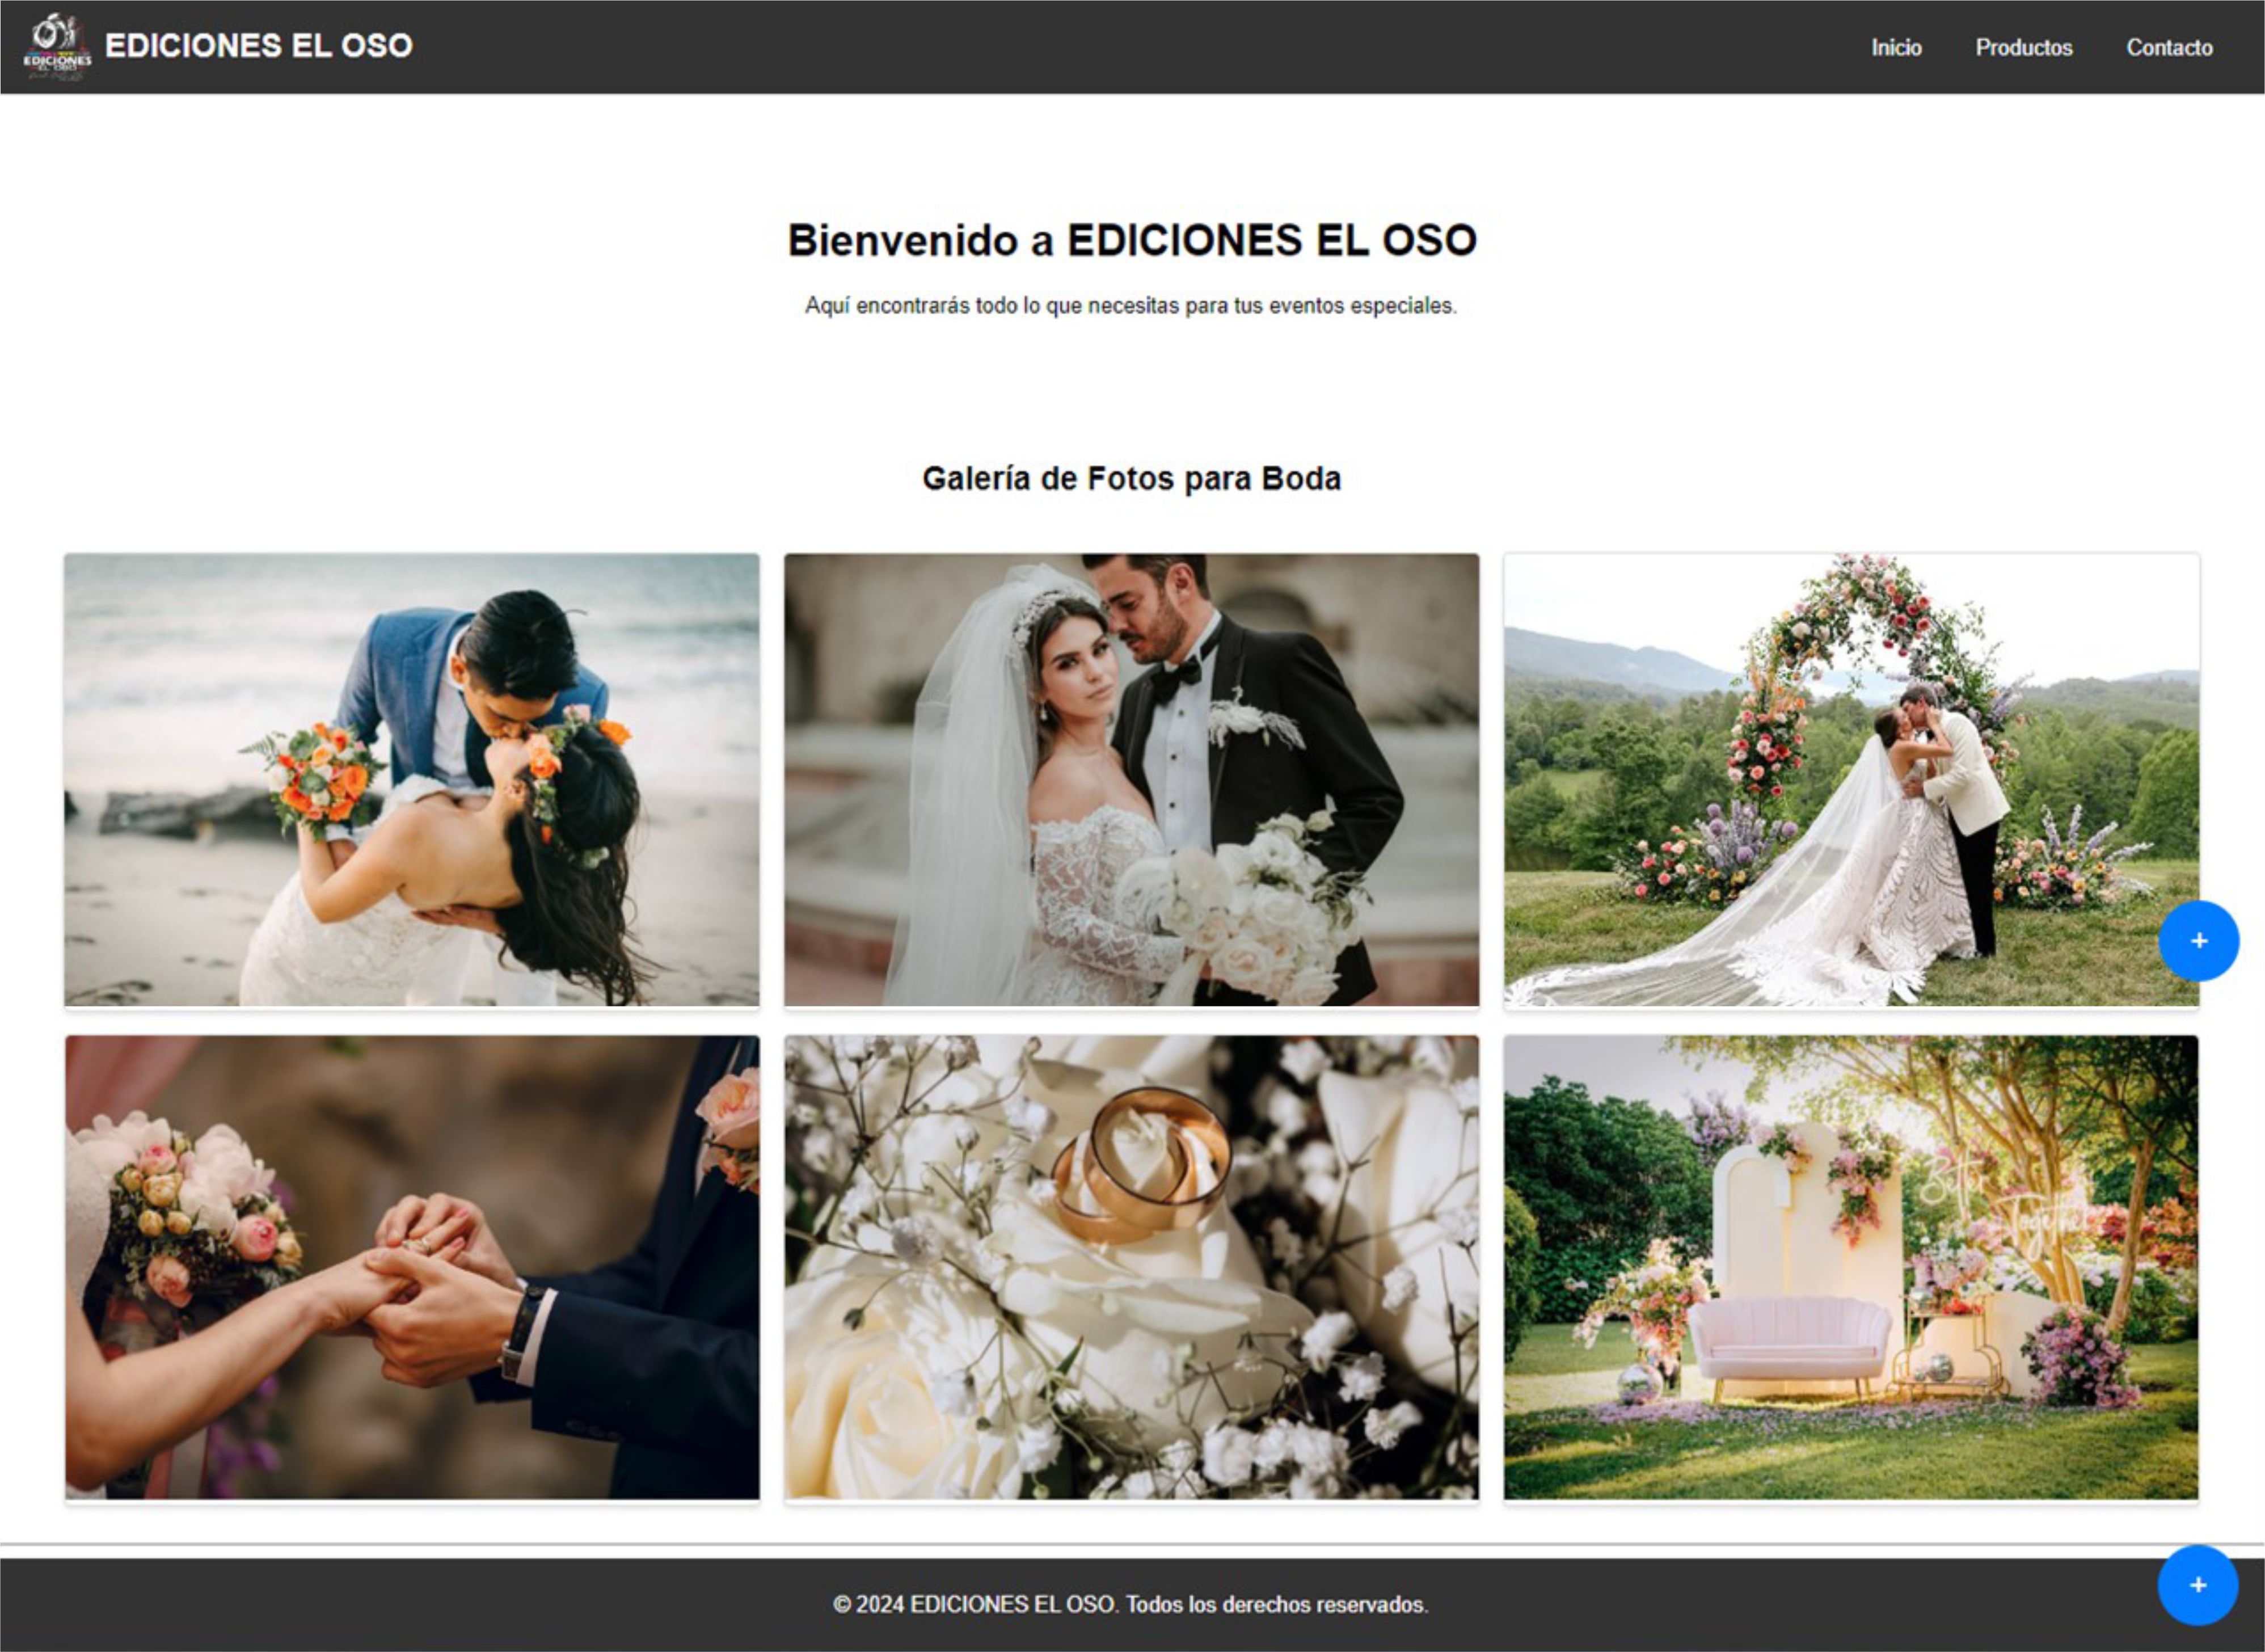 EDICIONES
EL OSO
EDICIONES EL OSO
Inicio
Productos
Contacto
Bienvenido a EDICIONES EL OSO
Aquí encontrarás todo lo que necesitas para tus eventos especiales.
Galería de Fotos para Boda
+
Better
Together
+
© 2024 EDICIONES EL OSO. Todos los derechos reservados.